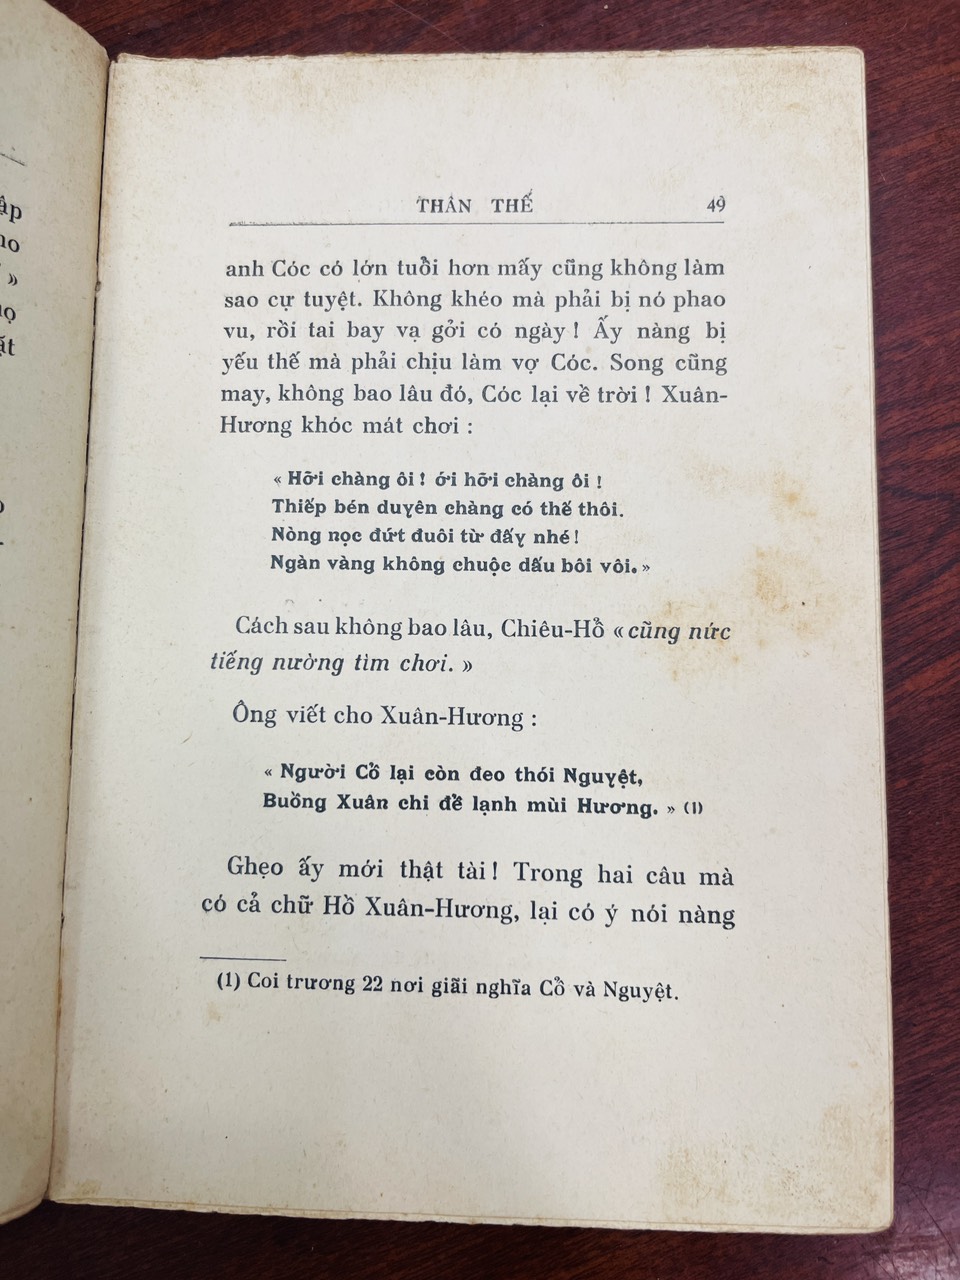 ập
no
»
ọ
ất
THÂN THẾ 49
anh Cóc có lớn tuổi hơn mấy cũng không làm
sao cự tuyệt. Không khéo mà phải bị nó phao
vu, rồi tai bay vạ gởi có ngày ! Ấy nàng bị
yếu thế mà phải chịu làm vợ Cóc. Song cũng
may, không bao lâu đó, Cóc lại về trời ! Xuân-
Hương khóc mát chơi :
« Hỡi chàng ôi ! ới hỡi chàng ôi !
Thiếp bén duyên chàng có thế thôi.
Nòng nọc đứt đuôi từ đấy nhé !
Ngàn vàng không chuộc dấu bôi vôi. »
Cách sau không bao lâu, Chiêu-Hổ « cũng nức
tiếng nường tìm chơi. »
Ông viết cho Xuân-Hương :
« Người Cổ lại còn đeo thói Nguyệt,
Buồng Xuân chi để lạnh mùi Hương. » (1)
Ghẹo ấy mới thật tài ! Trong hai câu mà
có cả chữ Hồ Xuân-Hương, lại có ý nói nàng
(1) Coi trương 22 nơi giãi nghĩa Cổ và Nguyệt.